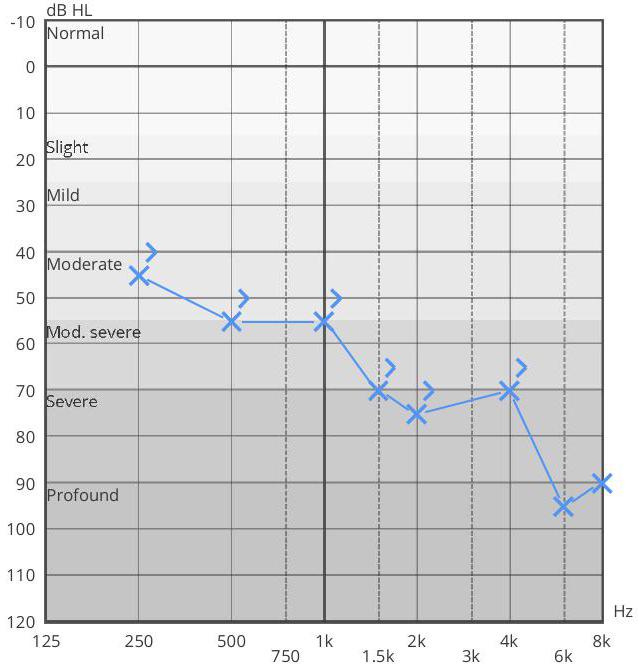 dB HL
-10
Normal
0
10
Slight
20
Mild
30
40
Moderate
50
Mod. severe
60
70
Severe
80
90
Profound
100
110
120
Hz
125 250 500 1k 2k 4k 8k
750 1.5k 3k 6k